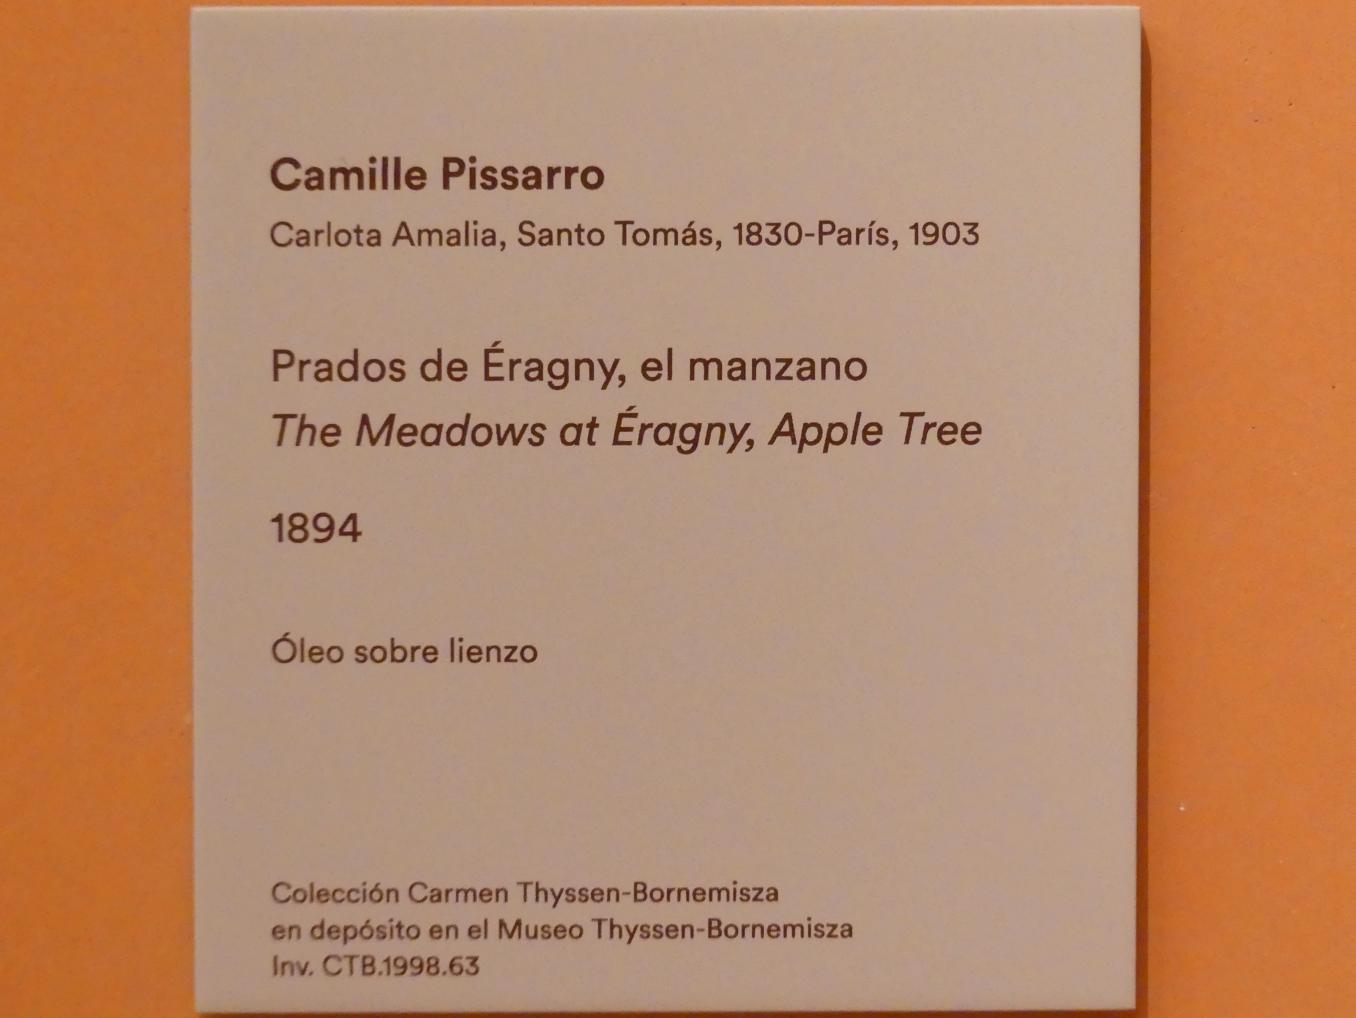 Camille Pissarro
Carlota Amalia, Santo Tomás, 1830-París, 1903
Prados de Éragny, el manzano
The Meadows at Éragny, Apple Tree
1894
Óleo sobre lienzo
Colección Carmen Thyssen-Bornemisza
en depósito en el Museo Thyssen-Bornemisza
Inv. CTB.1998.63